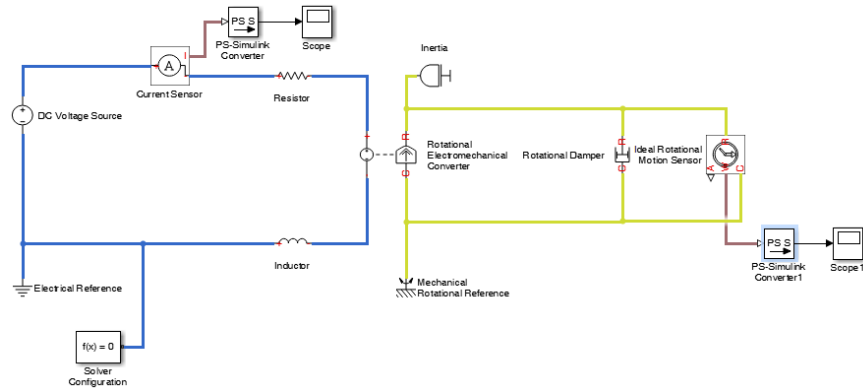 PS S
PS-Simulink
Converter
Scope
I
A
Current Sensor
Resistor
DC Voltage Source
Inertia
R
Rotational
Electromechanical
Converter
C
Rotational Damper
R
C
Ideal Rotational
Motion Sensor
R
A
W
C
Inductor
Electrical Reference
Mechanical
Rotational Reference
PS S
PS-Simulink
Converter1
Scope1
f(x) = 0
Solver
Configuration